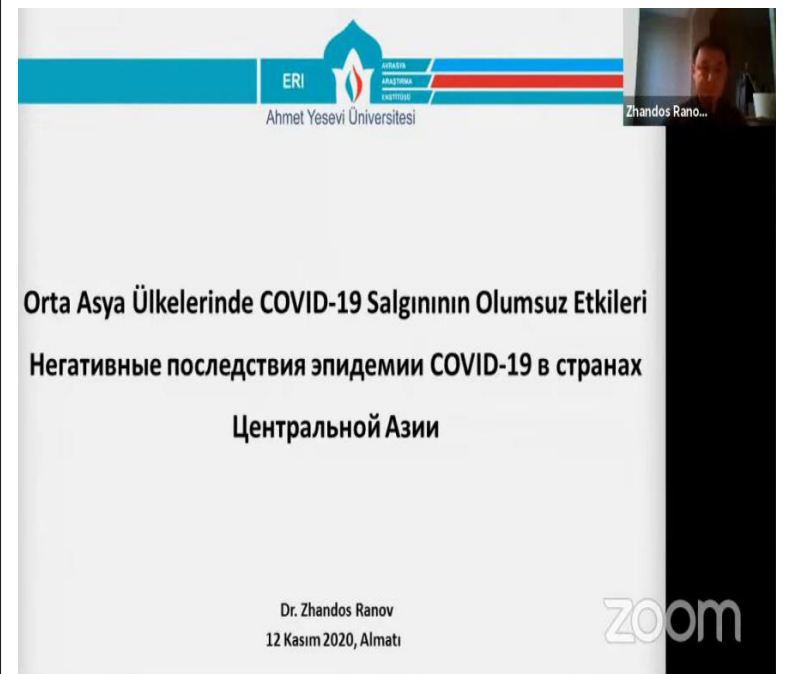 ERI
AVRASYA
ARAŞTIRMA
ENSTİTÜSÜ
Ahmet Yesevi Üniversitesi
Zhandos Rano...
Orta Asya Ülkelerinde COVID-19 Salgınının Olumsuz Etkileri
Негативные последствия эпидемии COVID-19 в странах
Центральной Азии
Dr. Zhandos Ranov
12 Kasım 2020, Almatı
zoom